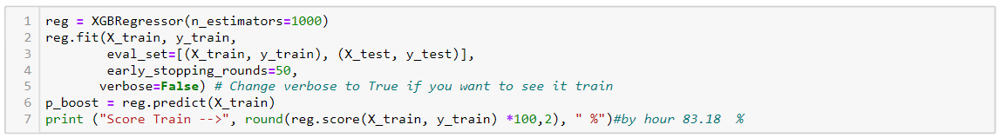 1 reg = XGBRegressor(n_estimators=1000)
2 reg.fit(X_train, y_train,
3         eval_set=[(X_train, y_train), (X_test, y_test)],
4         early_stopping_rounds=50,
5        verbose=False) # Change verbose to True if you want to see it train
6 p_boost = reg.predict(X_train)
7 print ("Score Train -->", round(reg.score(X_train, y_train) *100,2), " %")#by hour 83.18  %